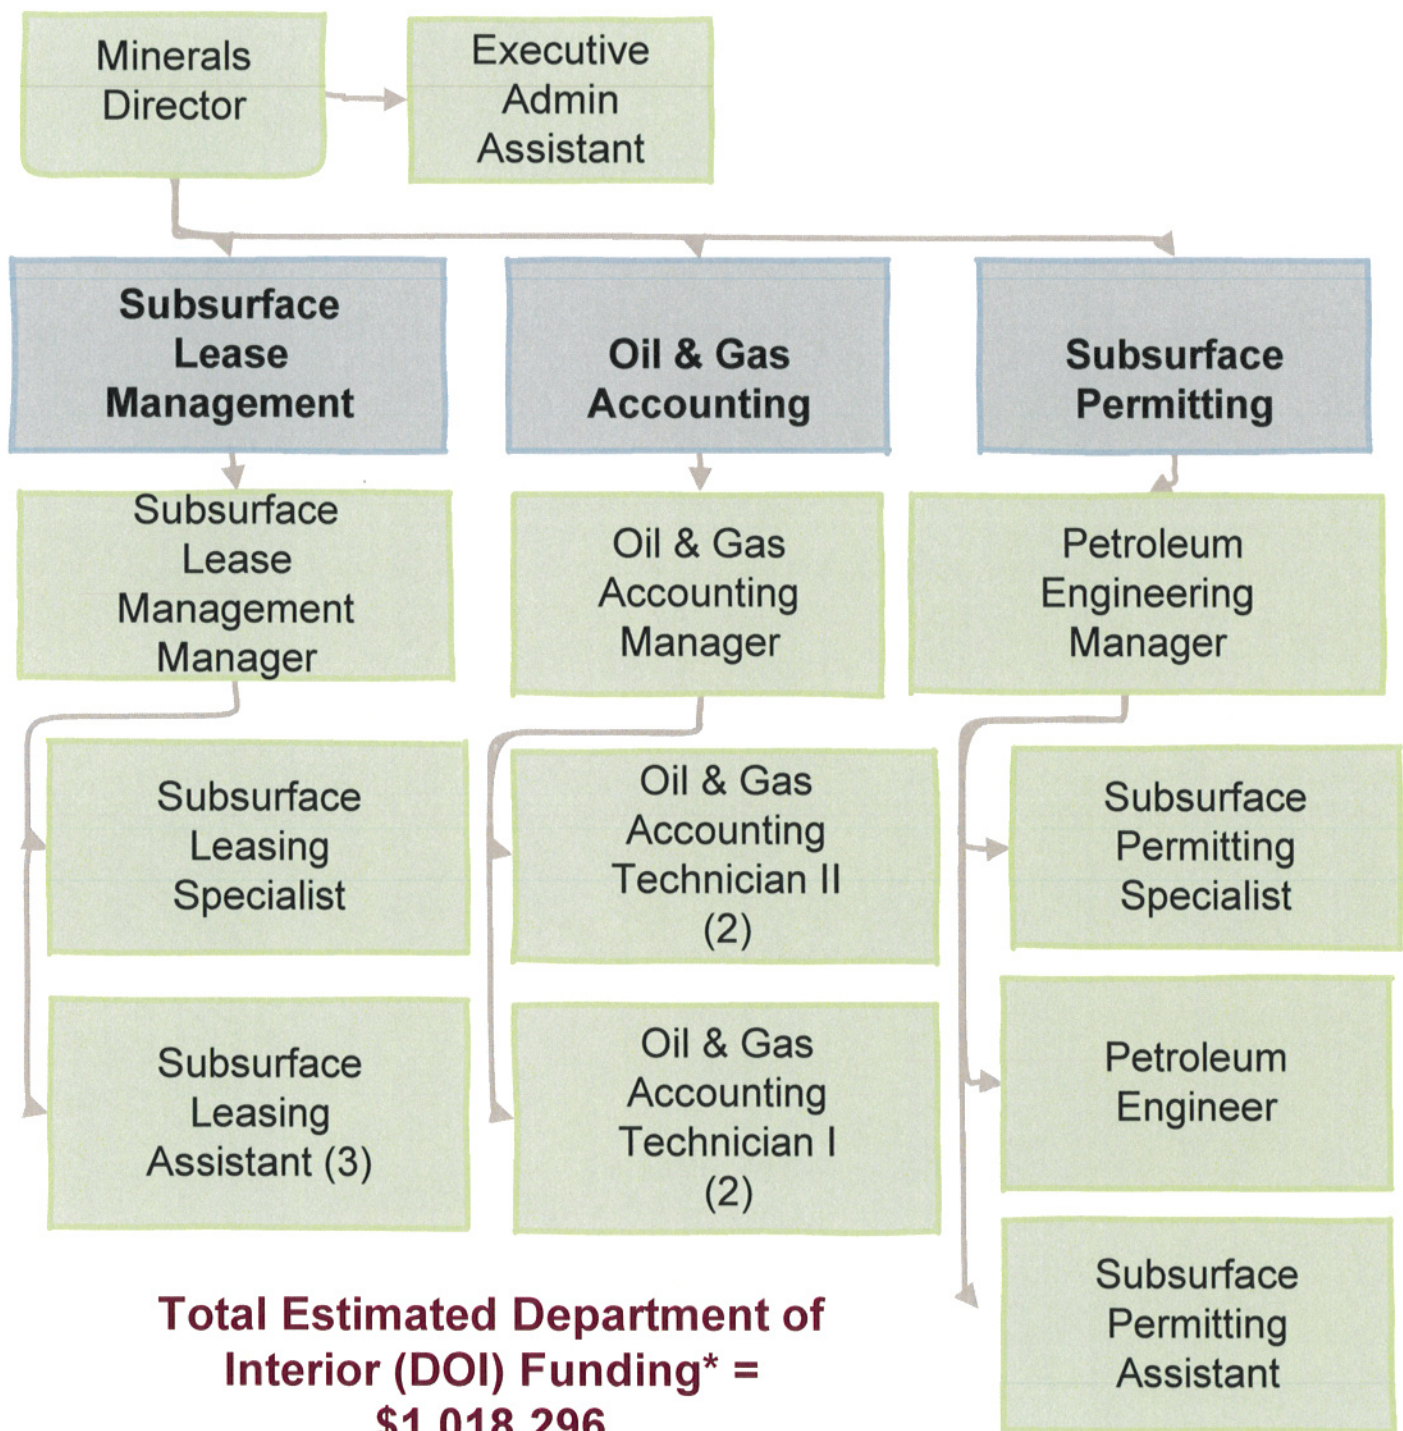 Minerals
Director
Executive
Admin
Assistant
Subsurface
Lease
Management
Oil & Gas
Accounting
Subsurface
Permitting
Subsurface
Lease
Management
Manager
Oil & Gas
Accounting
Manager
Petroleum
Engineering
Manager
Subsurface
Leasing
Specialist
Oil & Gas
Accounting
Technician II
(2)
Subsurface
Permitting
Specialist
Subsurface
Leasing
Assistant (3)
Oil & Gas
Accounting
Technician I
(2)
Petroleum
Engineer
Subsurface
Permitting
Assistant
Total Estimated Department of
Interior (DOI) Funding* =
$1,018,296